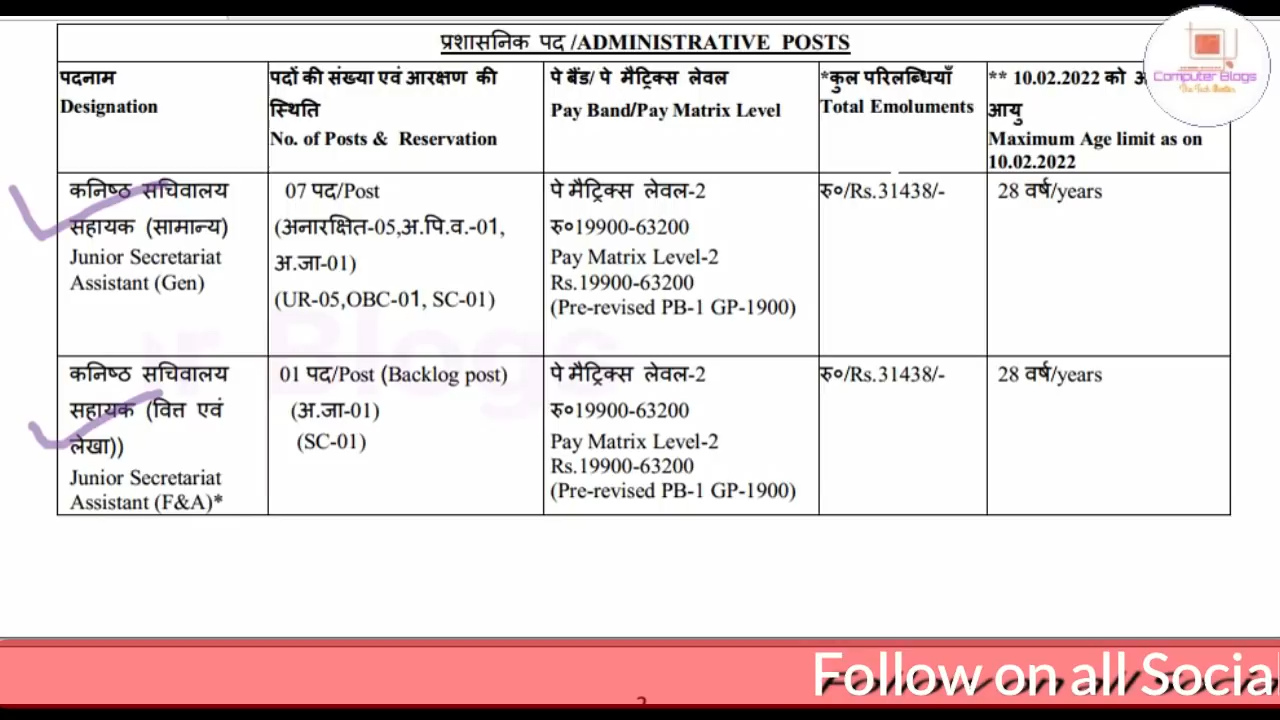 प्रशासनिक पद /ADMINISTRATIVE POSTS
पदनाम
Designation
पदों की संख्या एवं आरक्षण की
स्थिति
No. of Posts & Reservation
पे बैंड/ पे मैट्रिक्स लेवल
Pay Band/Pay Matrix Level
*कुल परिलब्धियाँ
Total Emoluments
** 10.02.2022 को
आयु
Maximum Age limit as on
10.02.2022
कनिष्ठ सचिवालय
सहायक (सामान्य)
Junior Secretariat
Assistant (Gen)
07 पद/Post
(अनारक्षित-05,अ.पि.व.-01,
अ.जा-01)
(UR-05,OBC-01, SC-01)
पे मैट्रिक्स लेवल-2
रु०19900-63200
Pay Matrix Level-2
Rs.19900-63200
(Pre-revised PB-1 GP-1900)
रु०/Rs.31438/-
28 वर्ष/years
कनिष्ठ सचिवालय
सहायक (वित्त एवं
लेखा))
Junior Secretariat
Assistant (F&A)*
01 पद/Post (Backlog post)
(अ.जा-01)
(SC-01)
पे मैट्रिक्स लेवल-2
रु०19900-63200
Pay Matrix Level-2
Rs.19900-63200
(Pre-revised PB-1 GP-1900)
रु०/Rs.31438/-
28 वर्ष/years
Computer Blogs
Follow on all Social